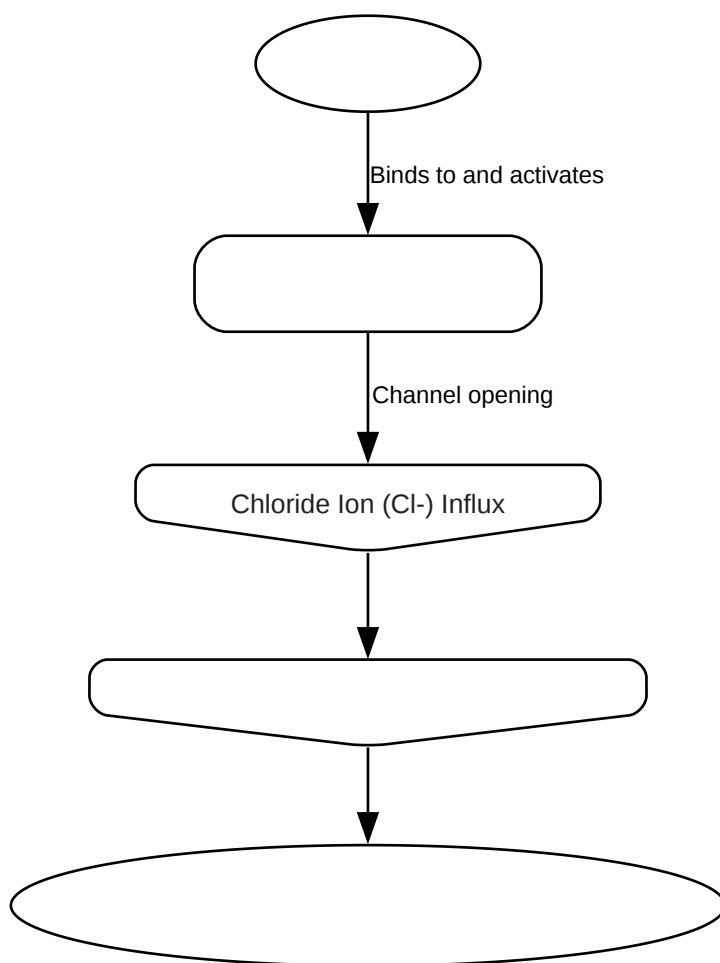 Binds to and activates
Channel opening
Chloride Ion (Cl-) Influx